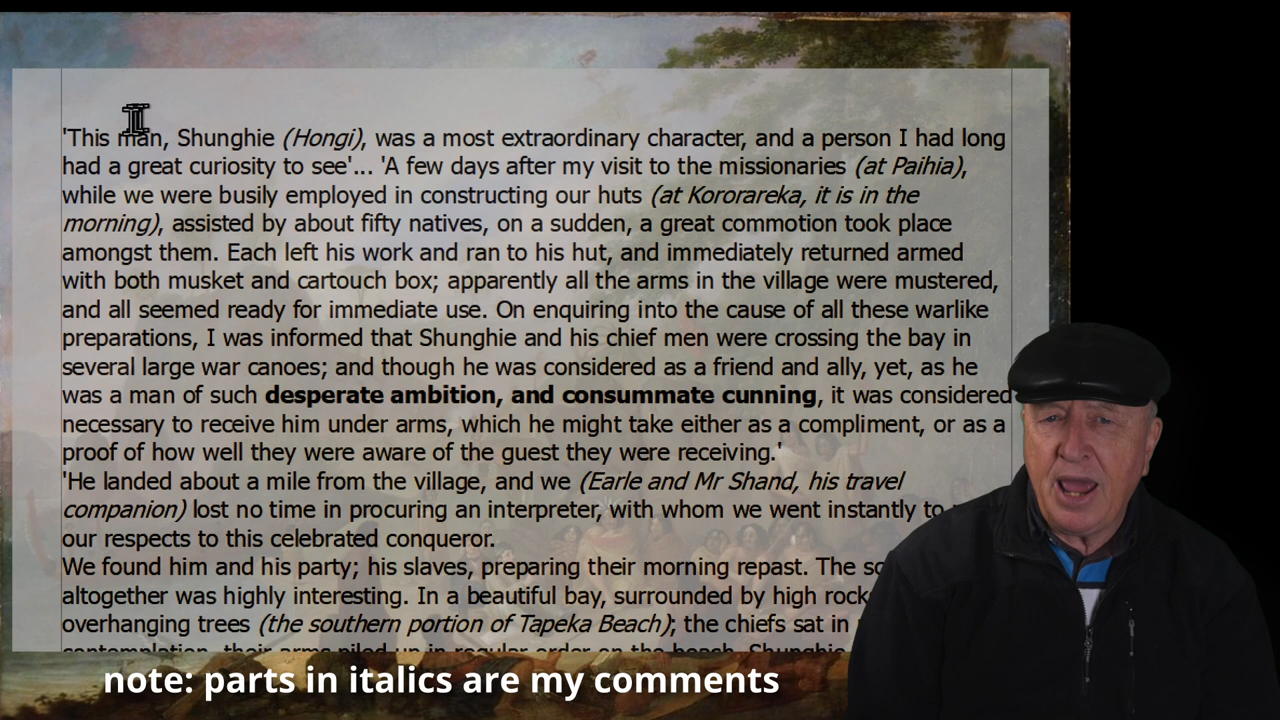 'This man, Shunghie (Hongi), was a most extraordinary character, and a person I had long
had a great curiosity to see'... 'A few days after my visit to the missionaries (at Paihia),
while we were busily employed in constructing our huts (at Kororareka, it is in the
morning), assisted by about fifty natives, on a sudden, a great commotion took place
amongst them. Each left his work and ran to his hut, and immediately returned armed
with both musket and cartouch box; apparently all the arms in the village were mustered,
and all seemed ready for immediate use. On enquiring into the cause of all these warlike
preparations, I was informed that Shunghie and his chief men were crossing the bay in
several large war canoes; and though he was considered as a friend and ally, yet, as he
was a man of such desperate ambition, and consummate cunning, it was considered
necessary to receive him under arms, which he might take either as a compliment, or as a
proof of how well they were aware of the guest they were receiving.'
'He landed about a mile from the village, and we (Earle and Mr Shand, his travel
companion) lost no time in procuring an interpreter, with whom we went instantly to
our respects to this celebrated conqueror.
We found him and his party; his slaves, preparing their morning repast. The
altogether was highly interesting. In a beautiful bay, surrounded by high
overhanging trees (the southern portion of Tapeka Beach); the chiefs sat in
contemplation, their arms piled up in regular order on the beach. Shunghie
note: parts in italics are my comments